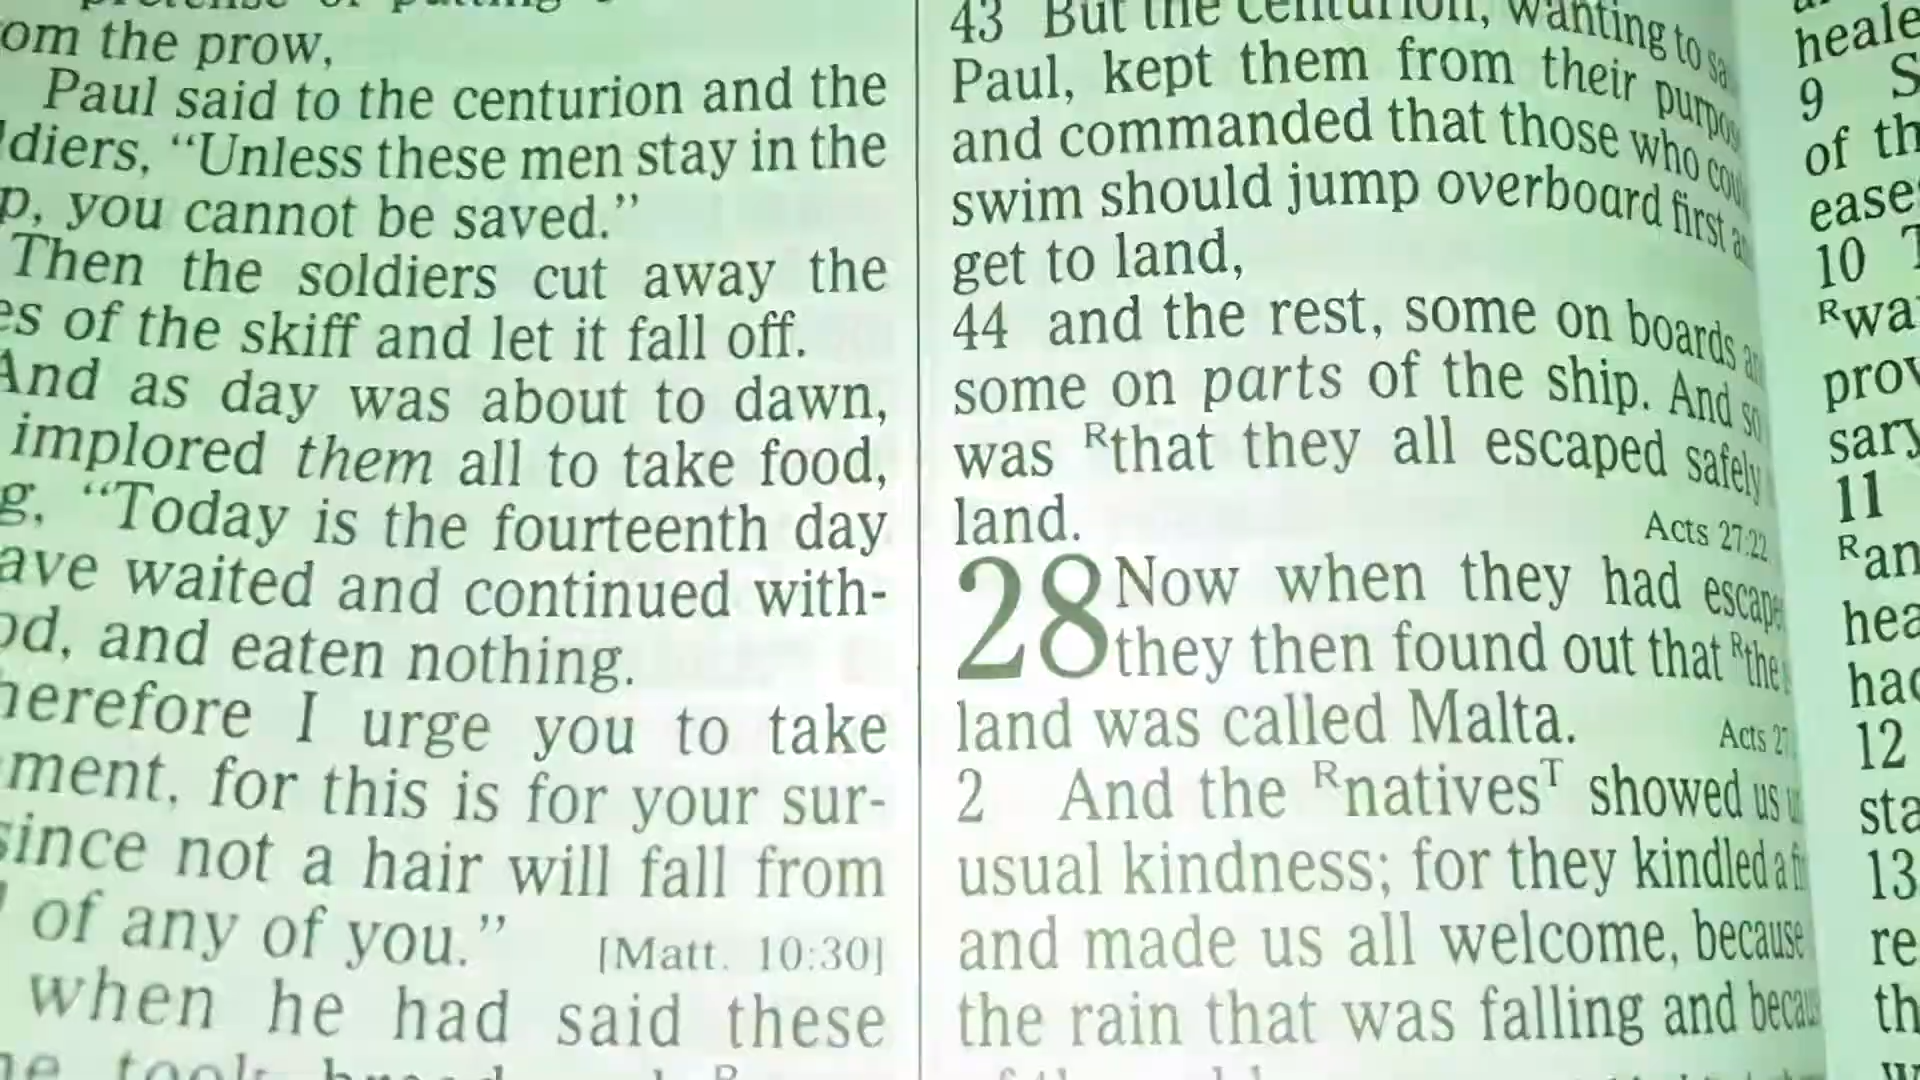 om the prow,
Paul said to the centurion and the
diers, “Unless these men stay in the
p, you cannot be saved.”
Then the soldiers cut away the
es of the skiff and let it fall off.
And as day was about to dawn,
implored them all to take food,
g, “Today is the fourteenth day
ave waited and continued with-
od, and eaten nothing.
herefore I urge you to take
ment, for this is for your sur-
since not a hair will fall from
of any of you.” [Matt. 10:30]
when he had said these
43 But the centurion, wanting to sa
Paul, kept them from their purpos
and commanded that those who coul
swim should jump overboard first an
get to land,
44 and the rest, some on boards an
some on parts of the ship. And so
was Rthat they all escaped safely
land. Acts 27:22
28 Now when they had escape
they then found out that Rthe
land was called Malta. Acts 27
2 And the RnativesT showed us un
usual kindness; for they kindled a fi
and made us all welcome, because
the rain that was falling and becau
heale
9 S
of th
ease
10 T
Rwa
prov
sary
11
Ran
hea
had
12
sta
13
re
th